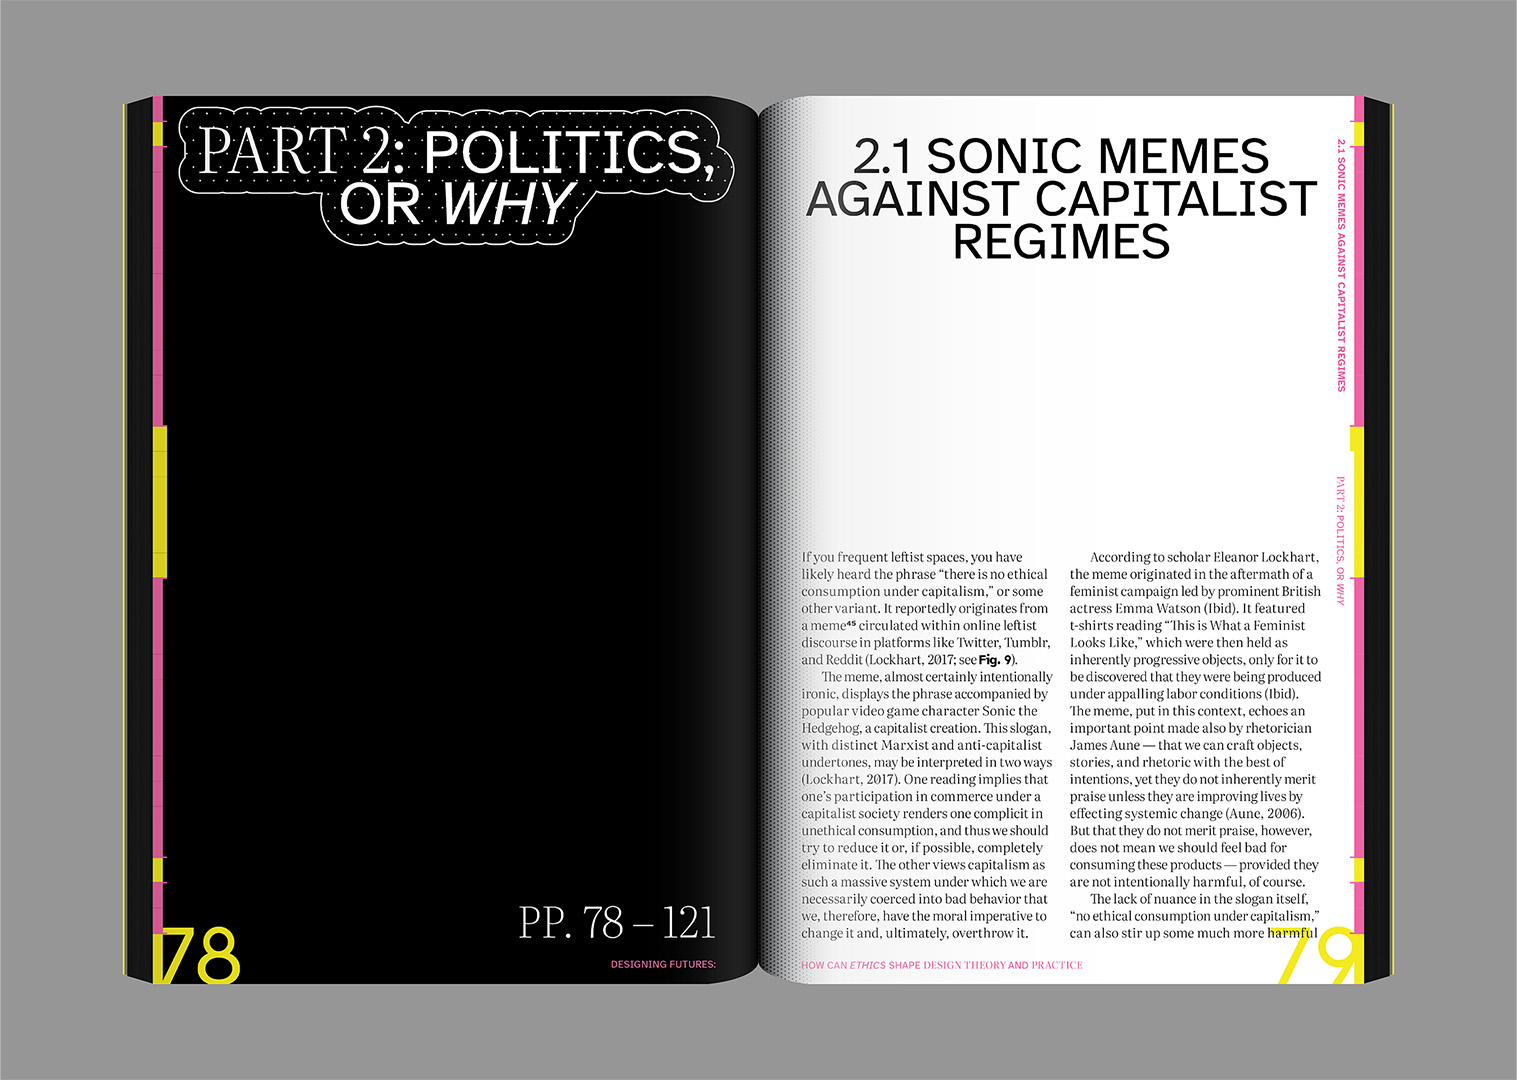 PART 2: POLITICS,
OR WHY
PP. 78 – 121
78
DESIGNING FUTURES:
2.1 SONIC MEMES
AGAINST CAPITALIST
REGIMES
If you frequent leftist spaces, you have
likely heard the phrase “there is no ethical
consumption under capitalism,” or some
other variant. It reportedly originates from
a meme⁴⁵ circulated within online leftist
discourse in platforms like Twitter, Tumblr,
and Reddit (Lockhart, 2017; see Fig. 9).
The meme, almost certainly intentionally
ironic, displays the phrase accompanied by
popular video game character Sonic the
Hedgehog, a capitalist creation. This slogan,
with distinct Marxist and anti-capitalist
undertones, may be interpreted in two ways
(Lockhart, 2017). One reading implies that
one’s participation in commerce under a
capitalist society renders one complicit in
unethical consumption, and thus we should
try to reduce it or, if possible, completely
eliminate it. The other views capitalism as
such a massive system under which we are
necessarily coerced into bad behavior that
we, therefore, have the moral imperative to
change it and, ultimately, overthrow it.
According to scholar Eleanor Lockhart,
the meme originated in the aftermath of a
feminist campaign led by prominent British
actress Emma Watson (Ibid). It featured
t-shirts reading “This is What a Feminist
Looks Like,” which were then held as
inherently progressive objects, only for it to
be discovered that they were being produced
under appalling labor conditions (Ibid).
The meme, put in this context, echoes an
important point made also by rhetorician
James Aune — that we can craft objects,
stories, and rhetoric with the best of
intentions, yet they do not inherently merit
praise unless they are improving lives by
effecting systemic change (Aune, 2006).
But that they do not merit praise, however,
does not mean we should feel bad for
consuming these products — provided they
are not intentionally harmful, of course.
The lack of nuance in the slogan itself,
“no ethical consumption under capitalism,”
can also stir up some much more harmful
2.1 SONIC MEMES AGAINST CAPITALIST REGIMES
PART 2: POLITICS, OR WHY
HOW CAN ETHICS SHAPE DESIGN THEORY AND PRACTICE
79